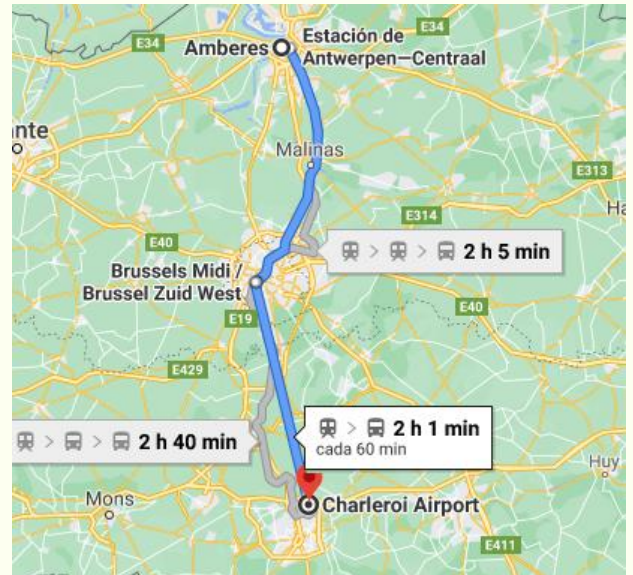 E34
E34
Amberes
Estación de
Antwerpen—Centraal
ante
Malinas
E313
E314
Ha
E40
2 h 5 min
Brussels Midi /
Brussel Zuid West
E19
E40
E429
2 h 1 min
cada 60 min
2 h 40 min
Huy
Mons
Charleroi Airport
E411